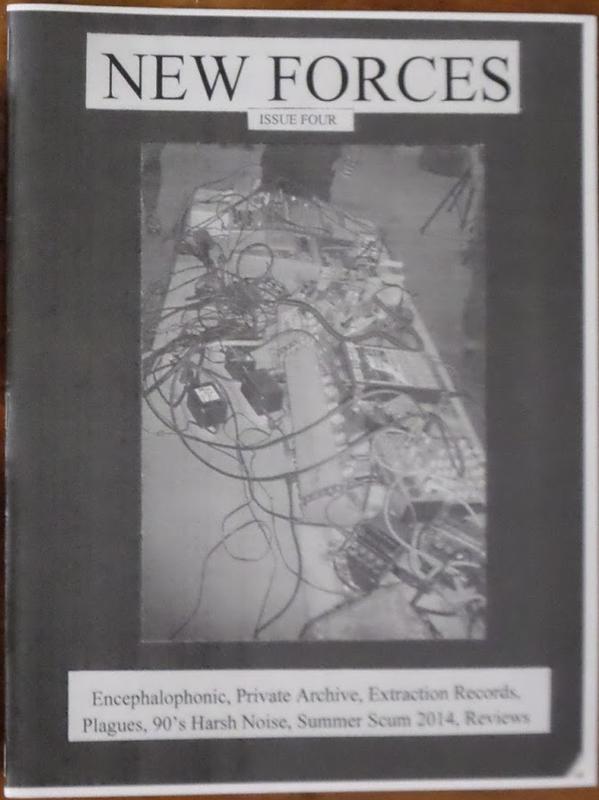 NEW FORCES
ISSUE FOUR
Encephalophonic, Private Archive, Extraction Records,
Plagues, 90's Harsh Noise, Summer Scum 2014, Reviews